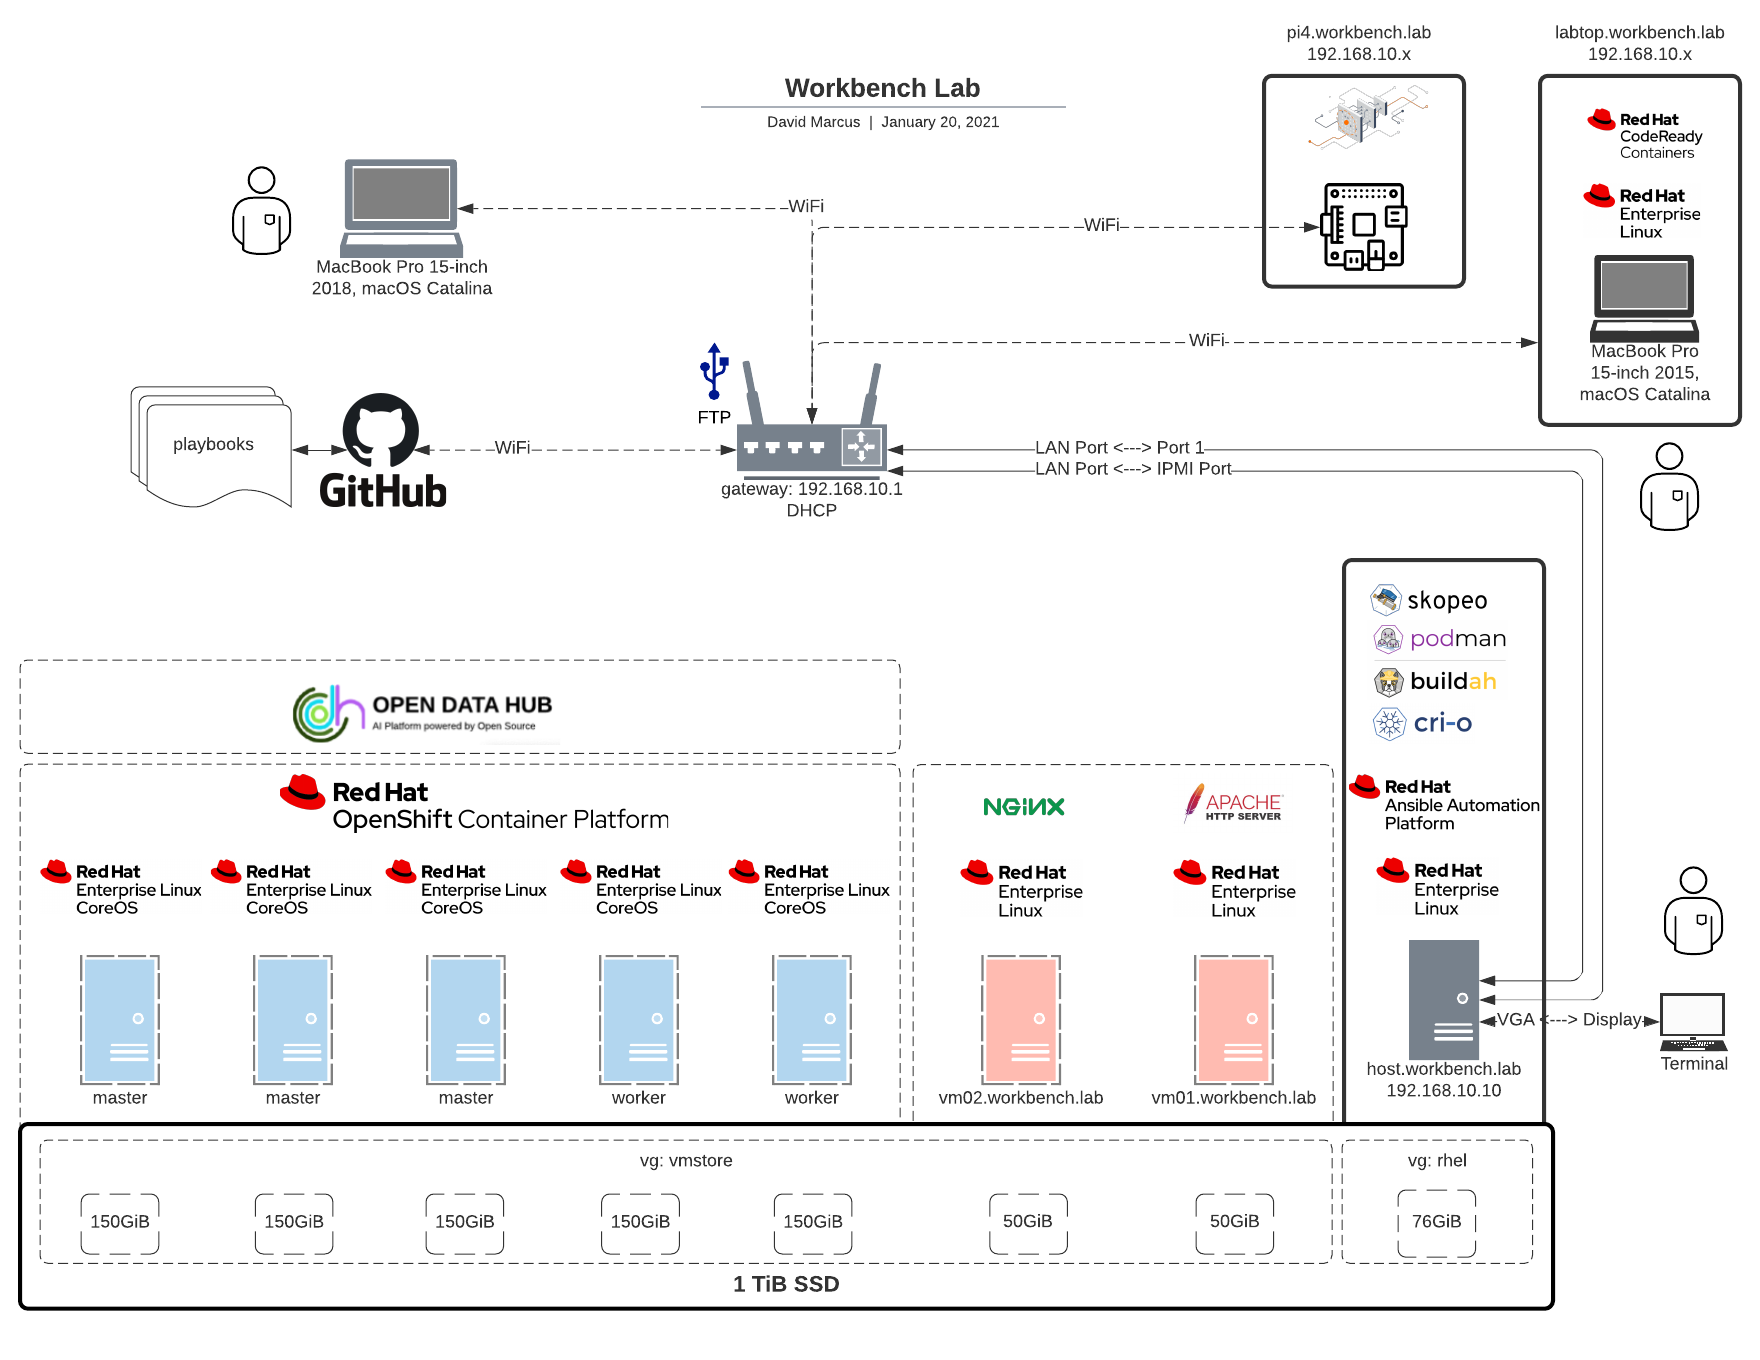 Workbench Lab
David Marcus | January 20, 2021
pi4.workbench.lab
192.168.10.x
labtop.workbench.lab
192.168.10.x
Red Hat
CodeReady
Containers
Red Hat
Enterprise
Linux
MacBook Pro
15-inch 2015,
macOS Catalina
WiFi
WiFi
WiFi
MacBook Pro 15-inch
2018, macOS Catalina
FTP
playbooks
GitHub
WiFi
gateway: 192.168.10.1
DHCP
LAN Port <---> Port 1
LAN Port <---> IPMI Port
skopeo
podman
buildah
cri-o
Red Hat
Ansible Automation
Platform
Red Hat
Enterprise
Linux
host.workbench.lab
192.168.10.10
VGA <---> Display
Terminal
OPEN DATA HUB
AI Platform powered by Open Source
Red Hat
OpenShift Container Platform
Red Hat
Enterprise Linux
CoreOS
Red Hat
Enterprise Linux
CoreOS
Red Hat
Enterprise Linux
CoreOS
Red Hat
Enterprise Linux
CoreOS
Red Hat
Enterprise Linux
CoreOS
master
master
master
worker
worker
NGINX
APACHE
HTTP SERVER
Red Hat
Enterprise
Linux
Red Hat
Enterprise
Linux
vm02.workbench.lab
vm01.workbench.lab
vg: vmstore
150GiB
150GiB
150GiB
150GiB
150GiB
50GiB
50GiB
vg: rhel
76GiB
1 TiB SSD